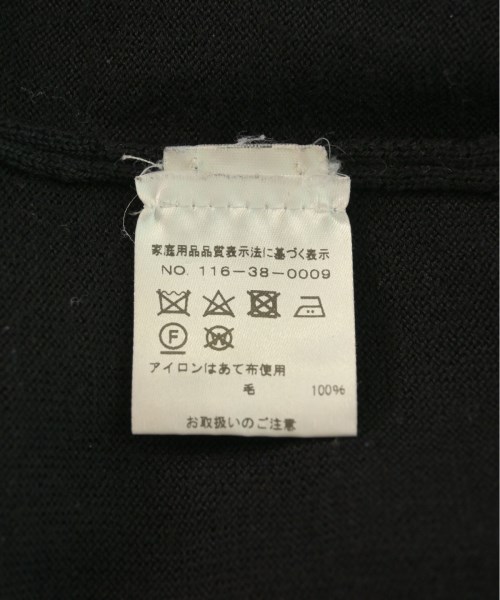 家庭用品品質表示法に基づく表示
NO. 116-38-0009
F W
アイロンはあて布使用
毛 100%
お取扱いのご注意